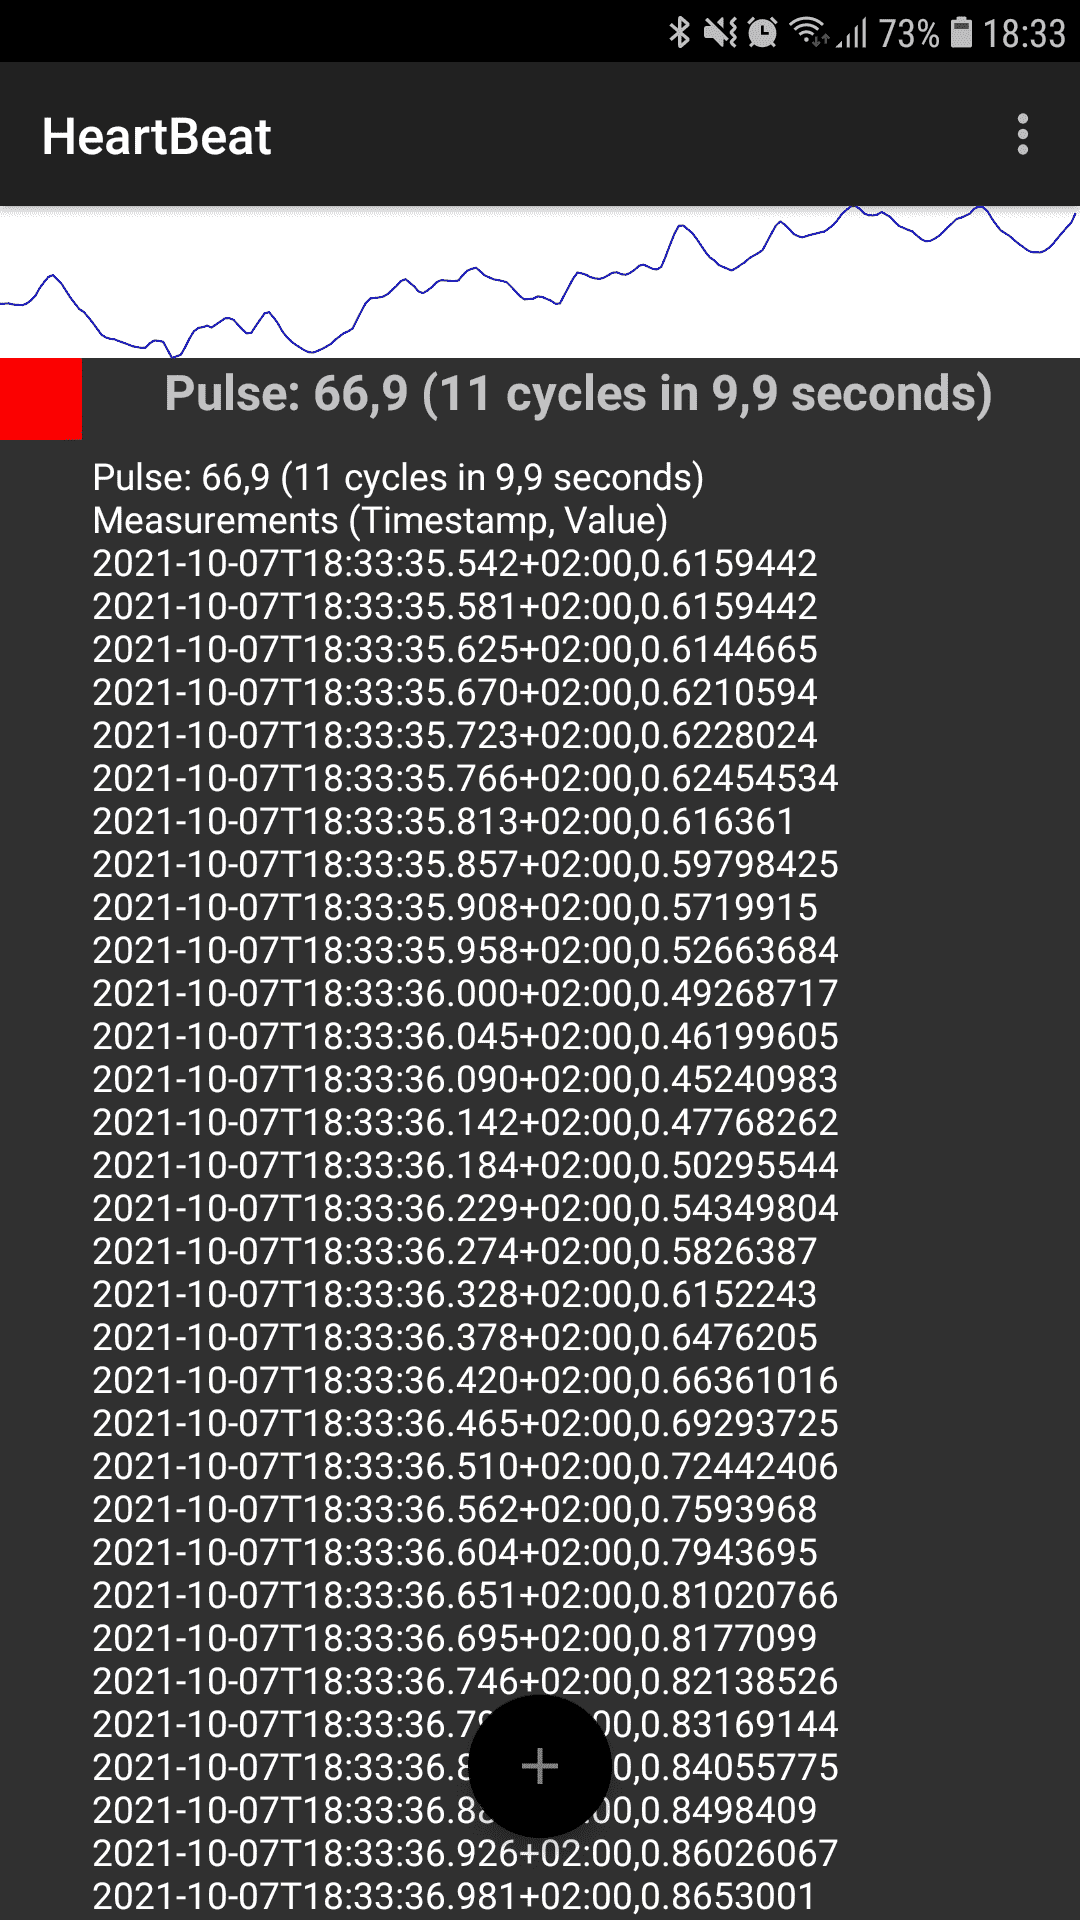 73% 18:33
HeartBeat
Pulse: 66,9 (11 cycles in 9,9 seconds)
Pulse: 66,9 (11 cycles in 9,9 seconds)
Measurements (Timestamp, Value)
2021-10-07T18:33:35.542+02:00,0.6159442
2021-10-07T18:33:35.581+02:00,0.6159442
2021-10-07T18:33:35.625+02:00,0.6144665
2021-10-07T18:33:35.670+02:00,0.6210594
2021-10-07T18:33:35.723+02:00,0.6228024
2021-10-07T18:33:35.766+02:00,0.62454534
2021-10-07T18:33:35.813+02:00,0.616361
2021-10-07T18:33:35.857+02:00,0.59798425
2021-10-07T18:33:35.908+02:00,0.5719915
2021-10-07T18:33:35.958+02:00,0.52663684
2021-10-07T18:33:36.000+02:00,0.49268717
2021-10-07T18:33:36.045+02:00,0.46199605
2021-10-07T18:33:36.090+02:00,0.45240983
2021-10-07T18:33:36.142+02:00,0.47768262
2021-10-07T18:33:36.184+02:00,0.50295544
2021-10-07T18:33:36.229+02:00,0.54349804
2021-10-07T18:33:36.274+02:00,0.5826387
2021-10-07T18:33:36.328+02:00,0.6152243
2021-10-07T18:33:36.378+02:00,0.6476205
2021-10-07T18:33:36.420+02:00,0.66361016
2021-10-07T18:33:36.465+02:00,0.69293725
2021-10-07T18:33:36.510+02:00,0.72442406
2021-10-07T18:33:36.562+02:00,0.7593968
2021-10-07T18:33:36.604+02:00,0.7943695
2021-10-07T18:33:36.651+02:00,0.81020766
2021-10-07T18:33:36.695+02:00,0.8177099
2021-10-07T18:33:36.746+02:00,0.82138526
2021-10-07T18:33:36.7 00,0.83169144
2021-10-07T18:33:36.8 0,0.84055775
2021-10-07T18:33:36.8 00,0.8498409
2021-10-07T18:33:36.926+02:00,0.86026067
2021-10-07T18:33:36.981+02:00,0.8653001